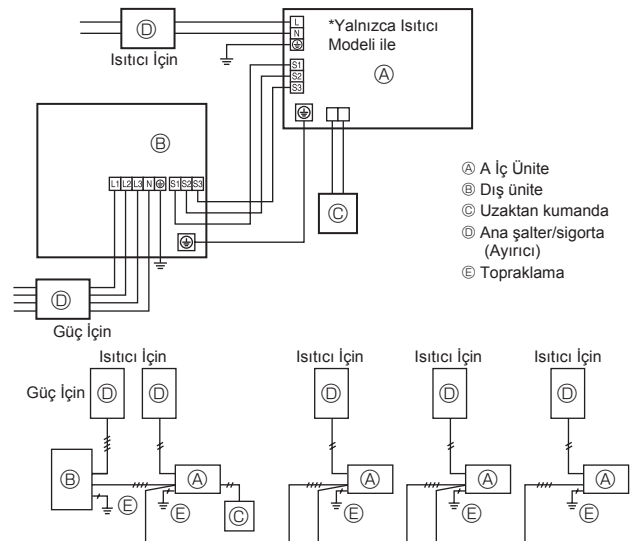 Ⓓ
Isıtıcı İçin
L
N
*Yalnızca Isıtıcı
Modeli ile
S1
S2
S3
Ⓐ
Ⓑ
L1 L2 L3 N S1 S2 S3
Ⓒ
Ⓐ A İç Ünite
Ⓑ Dış ünite
Ⓒ Uzaktan kumanda
Ⓓ Ana şalter/sigorta
(Ayırıcı)
Ⓔ Topraklama
Ⓓ
Güç İçin
Isıtıcı İçin Isıtıcı İçin Isıtıcı İçin Isıtıcı İçin
Güç İçin Ⓓ Ⓓ Ⓓ Ⓓ Ⓓ
Ⓑ Ⓐ Ⓐ Ⓐ Ⓐ
Ⓔ Ⓔ Ⓒ Ⓔ Ⓔ Ⓔ